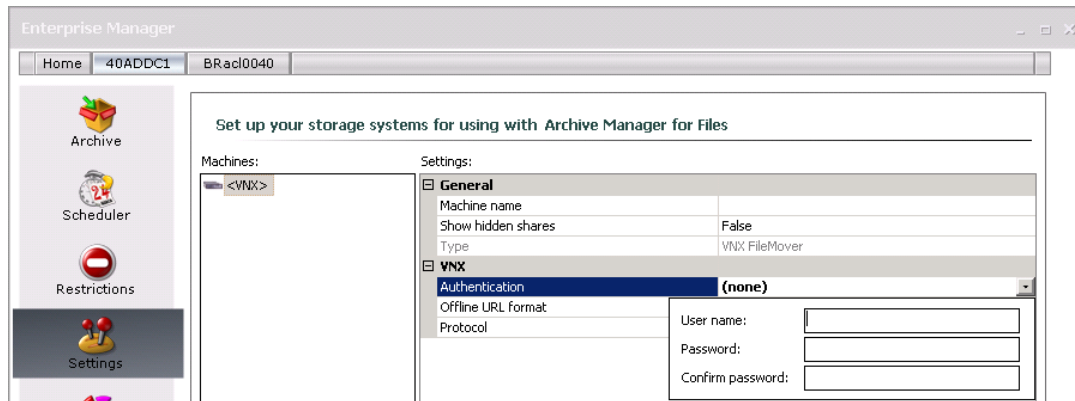 Enterprise Manager
Home 40ADDC1 BRacl0040
Archive
Scheduler
Restrictions
Settings
Set up your storage systems for using with Archive Manager for Files
Machines:
<VNX>
Settings:
General
Machine name
Show hidden shares False
Type VNX FileMover
VNX
Authentication (none)
Offline URL format
Protocol
User name:
Password:
Confirm password: